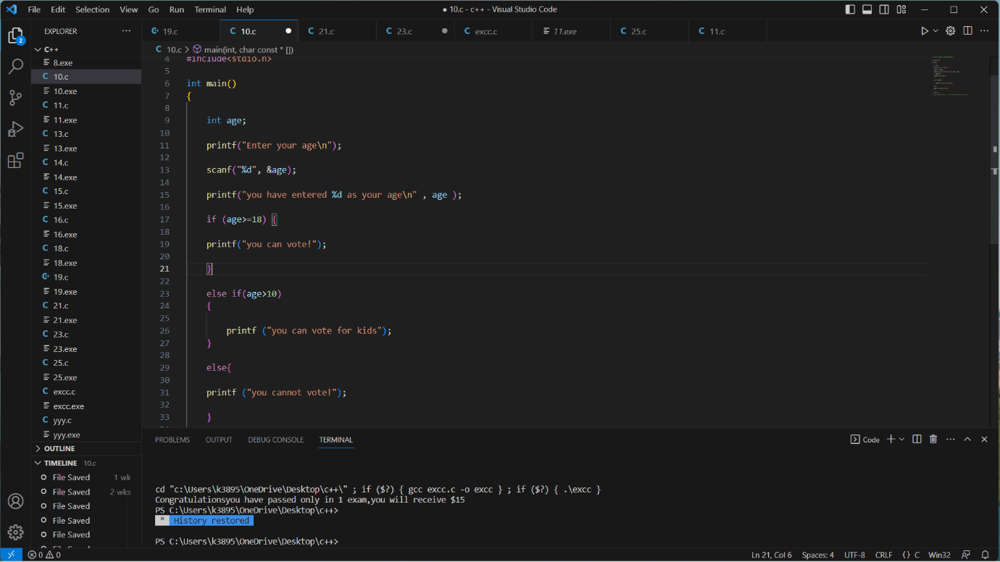 File Edit Selection View Go Run Terminal Help
● 10.c - c++ - Visual Studio Code
EXPLORER ...
19.c 10.c 21.c 23.c excc.c 11.exe 25.c 11.c
C++
8.exe
10.c
10.exe
11.c
11.exe
13.c
13.exe
14.c
14.exe
15.c
15.exe
16.c
16.exe
18.c
18.exe
19.c
19.exe
21.c
21.exe
23.c
23.exe
25.c
25.exe
excc.c
excc.exe
yyy.c
yyy.exe
OUTLINE
TIMELINE 10.c
File Saved 1 wk
File Saved 2 wks
File Saved
File Saved
File Saved
2
C 10.c > main(int, char const * [])
4 #include<stdio.h>
5
6 int main()
7 {
8
9 int age;
10
11 printf("Enter your age\n");
12
13 scanf("%d", &age);
14
15 printf("you have entered %d as your age\n" , age );
16
17 if (age>=18) {
18
19 printf("you can vote!");
20
21 }
22
23 else if(age>10)
24 {
25
26 printf ("you can vote for kids");
27 }
28
29 else{
30
31 printf ("you cannot vote!");
32
33 }
PROBLEMS OUTPUT DEBUG CONSOLE TERMINAL
Code
cd "c:\Users\k3895\OneDrive\Desktop\c++\" ; if ($?) { gcc excc.c -o excc } ; if ($?) { .\excc }
Congratulationsyou have passed only in 1 exam,you will receive $15
PS C:\Users\k3895\OneDrive\Desktop\c++>
* History restored
PS C:\Users\k3895\OneDrive\Desktop\c++>
0 0
Ln 21, Col 6 Spaces: 4 UTF-8 CRLF {} C Win32